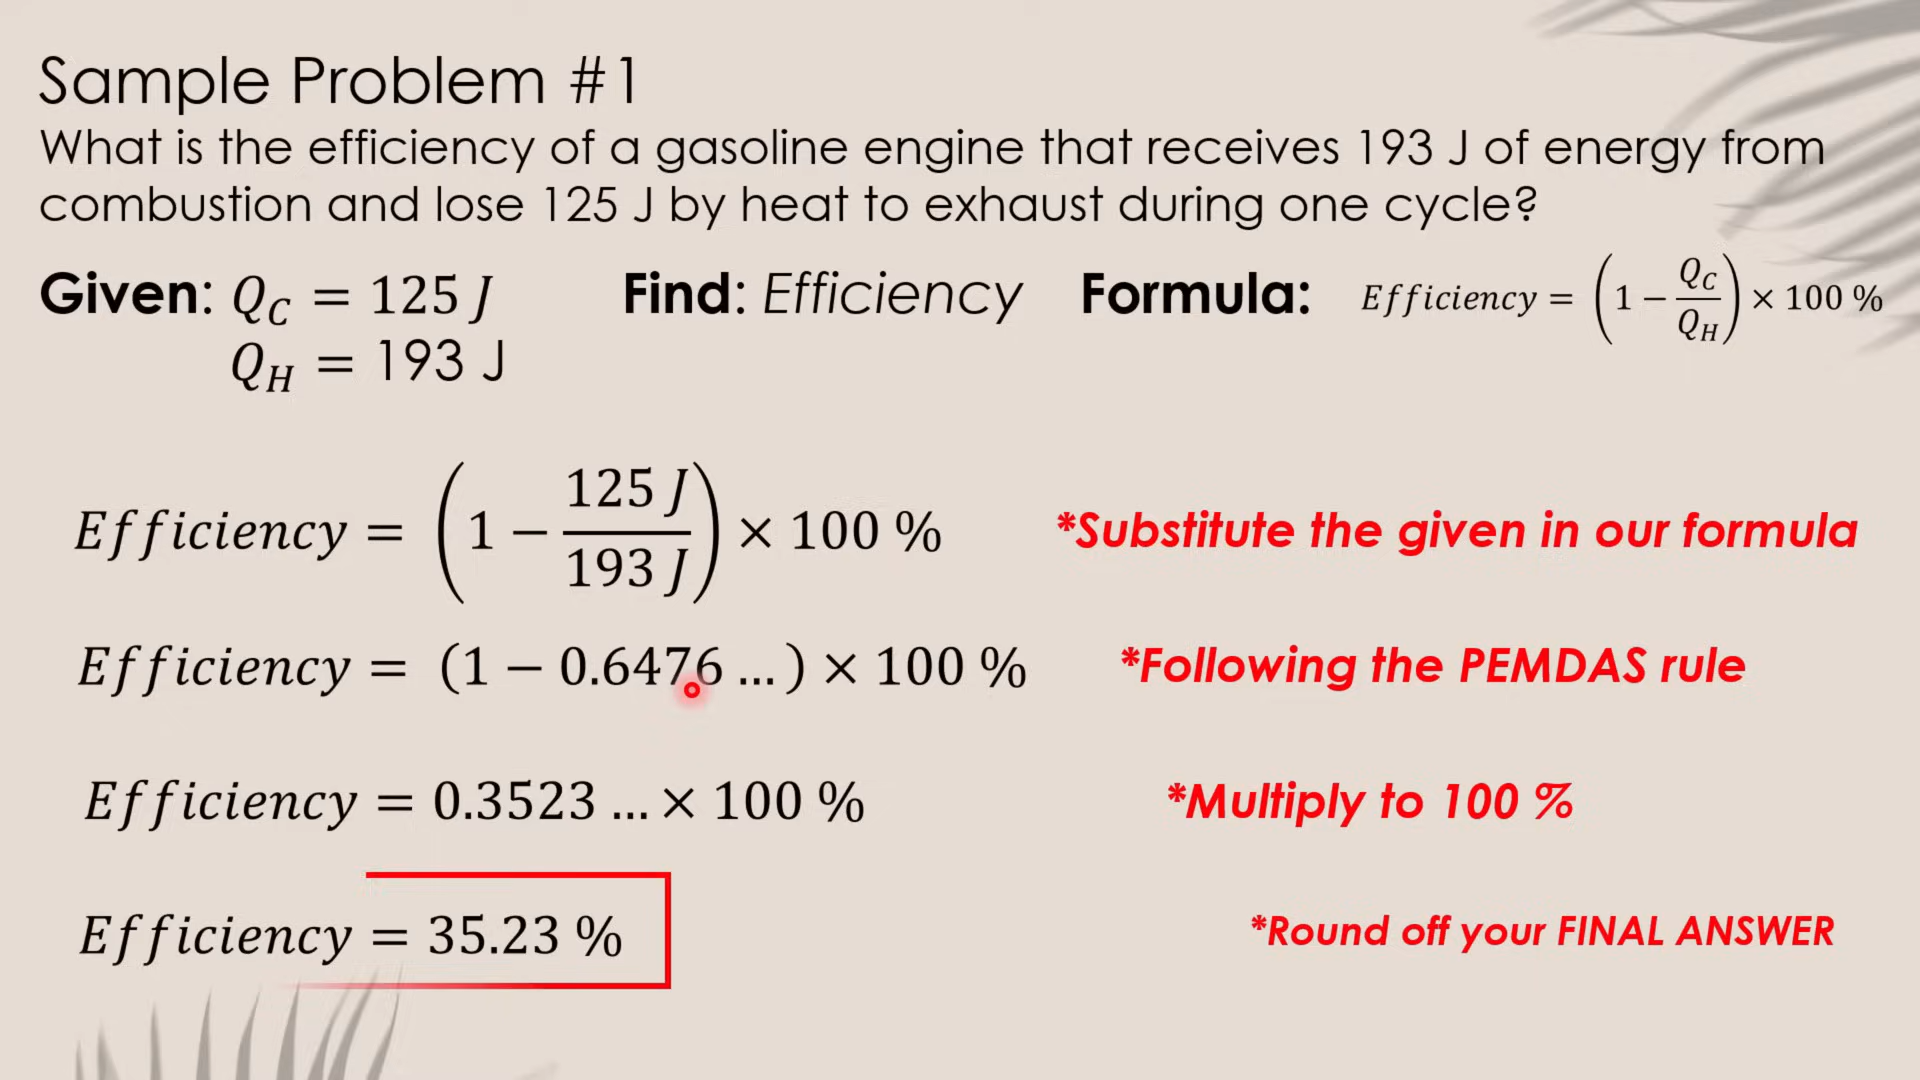 Sample Problem #1
What is the efficiency of a gasoline engine that receives 193 J of energy from
combustion and lose 125 J by heat to exhaust during one cycle?
Given: Q_C = 125 J Find: Efficiency Formula: Efficiency = (1 − Q_C/Q_H) × 100 %
Q_H = 193 J
Efficiency = (1 − 125 J/193 J) × 100 % *Substitute the given in our formula
Efficiency = (1 − 0.6476 ... ) × 100 % *Following the PEMDAS rule
Efficiency = 0.3523 ... × 100 % *Multiply to 100 %
Efficiency = 35.23 % *Round off your FINAL ANSWER